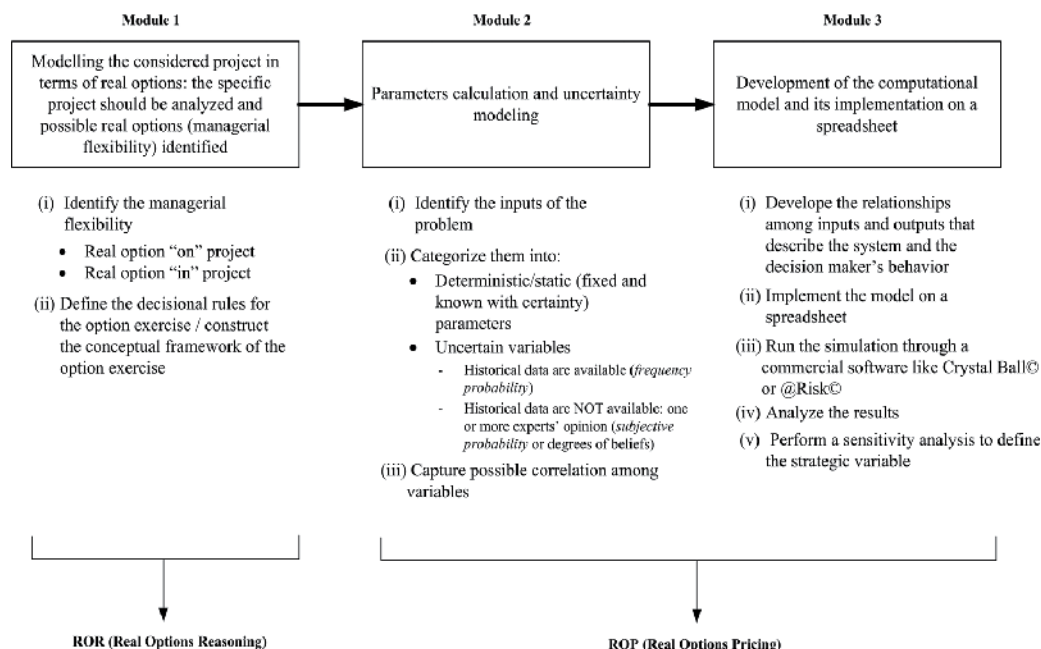 Module 1
Modelling the considered project in
terms of real options: the specific
project should be analyzed and
possible real options (managerial
flexibility) identified
(i) Identify the managerial
flexibility
• Real option “on” project
• Real option “in” project
(ii) Define the decisional rules for
the option exercise / construct
the conceptual framework of the
option exercise
ROR (Real Options Reasoning)
Module 2
Parameters calculation and uncertainty
modeling
(i) Identify the inputs of the
problem
(ii) Categorize them into:
• Deterministic/static (fixed and
known with certainty)
parameters
• Uncertain variables
- Historical data are available (frequency
probability)
- Historical data are NOT available: one
or more experts’ opinion (subjective
probability or degrees of beliefs)
(iii) Capture possible correlation among
variables
Module 3
Development of the computational
model and its implementation on a
spreadsheet
(i) Develope the relationships
among inputs and outputs that
describe the system and the
decision maker’s behavior
(ii) Implement the model on a
spreadsheet
(iii) Run the simulation through a
commercial software like Crystal Ball©
or @Risk©
(iv) Analyze the results
(v) Perform a sensitivity analysis to define
the strategic variable
ROP (Real Options Pricing)